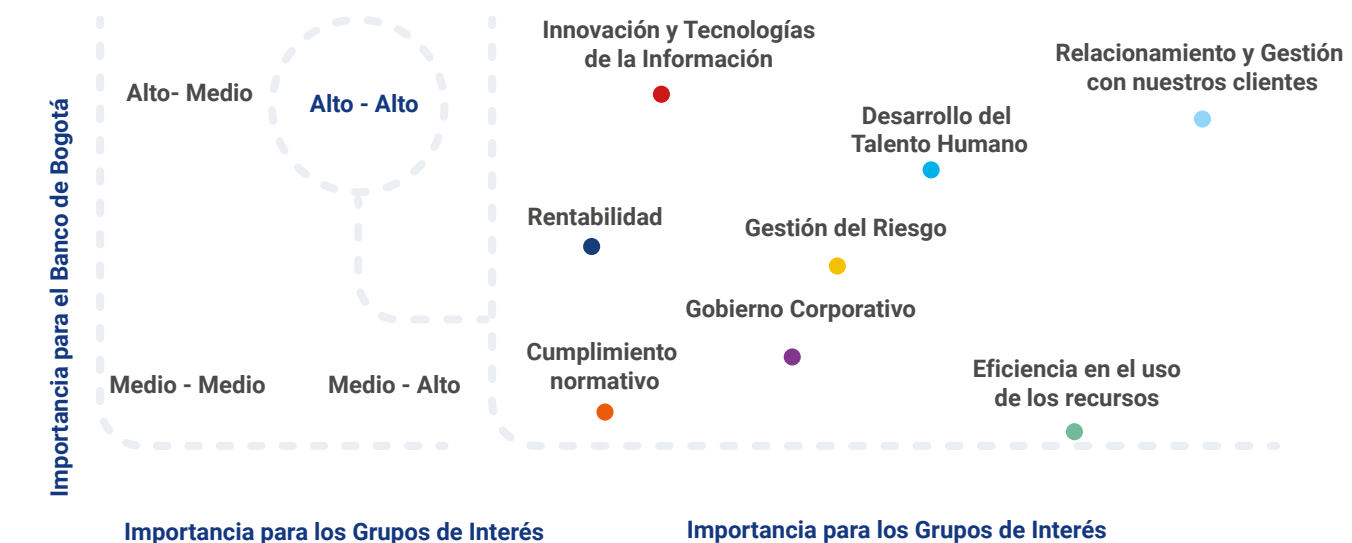 Importancia para el Banco de Bogotá
Alto- Medio
Alto - Alto
Medio - Medio
Medio - Alto
Importancia para los Grupos de Interés
Innovación y Tecnologías
de la Información
Relacionamiento y Gestión
con nuestros clientes
Desarrollo del
Talento Humano
Rentabilidad
Gestión del Riesgo
Gobierno Corporativo
Cumplimiento
normativo
Eficiencia en el uso
de los recursos
Importancia para los Grupos de Interés